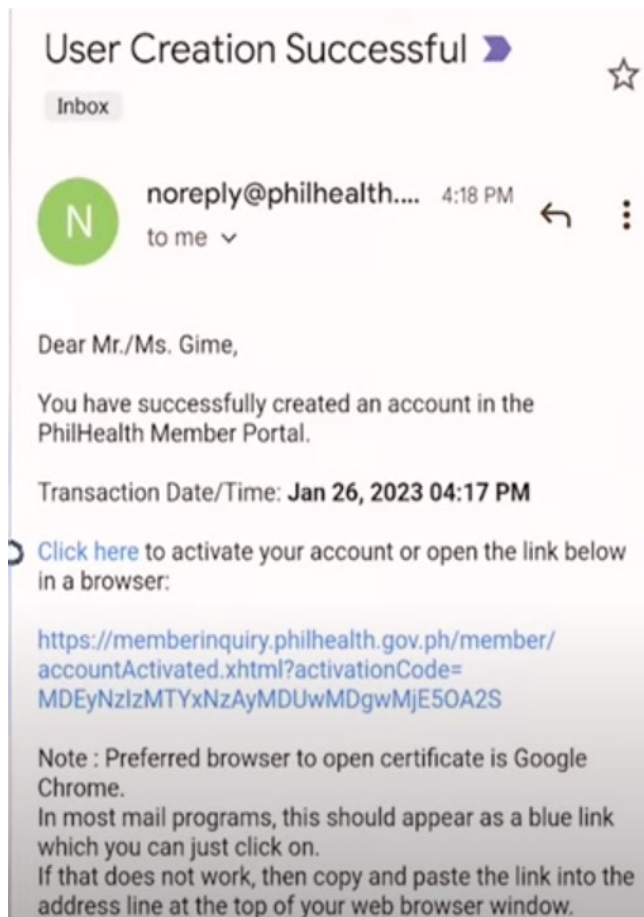 User Creation Successful
Inbox
N
noreply@philhealth.... 4:18 PM
to me
Dear Mr./Ms. Gime,
You have successfully created an account in the
PhilHealth Member Portal.
Transaction Date/Time: Jan 26, 2023 04:17 PM
Click here to activate your account or open the link below
in a browser:
https://memberinquiry.philhealth.gov.ph/member/
accountActivated.xhtml?activationCode=
MDEyNzIzMTYxNzAyMDUwMDgwMjE5OA2S
Note : Preferred browser to open certificate is Google
Chrome.
In most mail programs, this should appear as a blue link
which you can just click on.
If that does not work, then copy and paste the link into the
address line at the top of your web browser window.